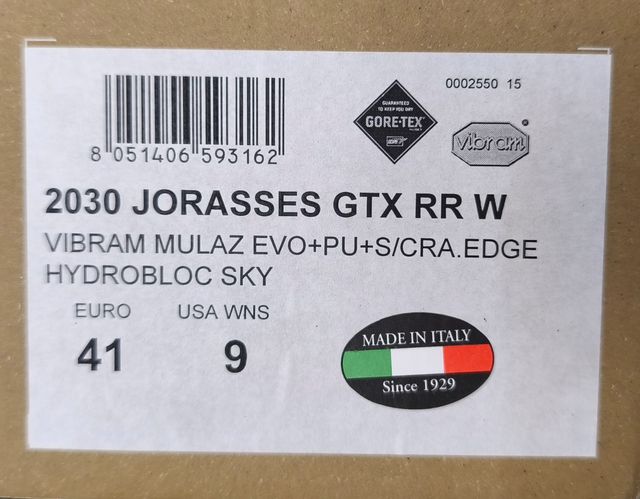 8 051406 593162
GUARANTEED
TO KEEP YOU DRY
GORE-TEX
0002550 15
vibram
2030 JORASSES GTX RR W
VIBRAM MULAZ EVO+PU+S/CRA.EDGE
HYDROBLOC SKY
EURO USA WNS
41 9
MADE IN ITALY
Since 1929